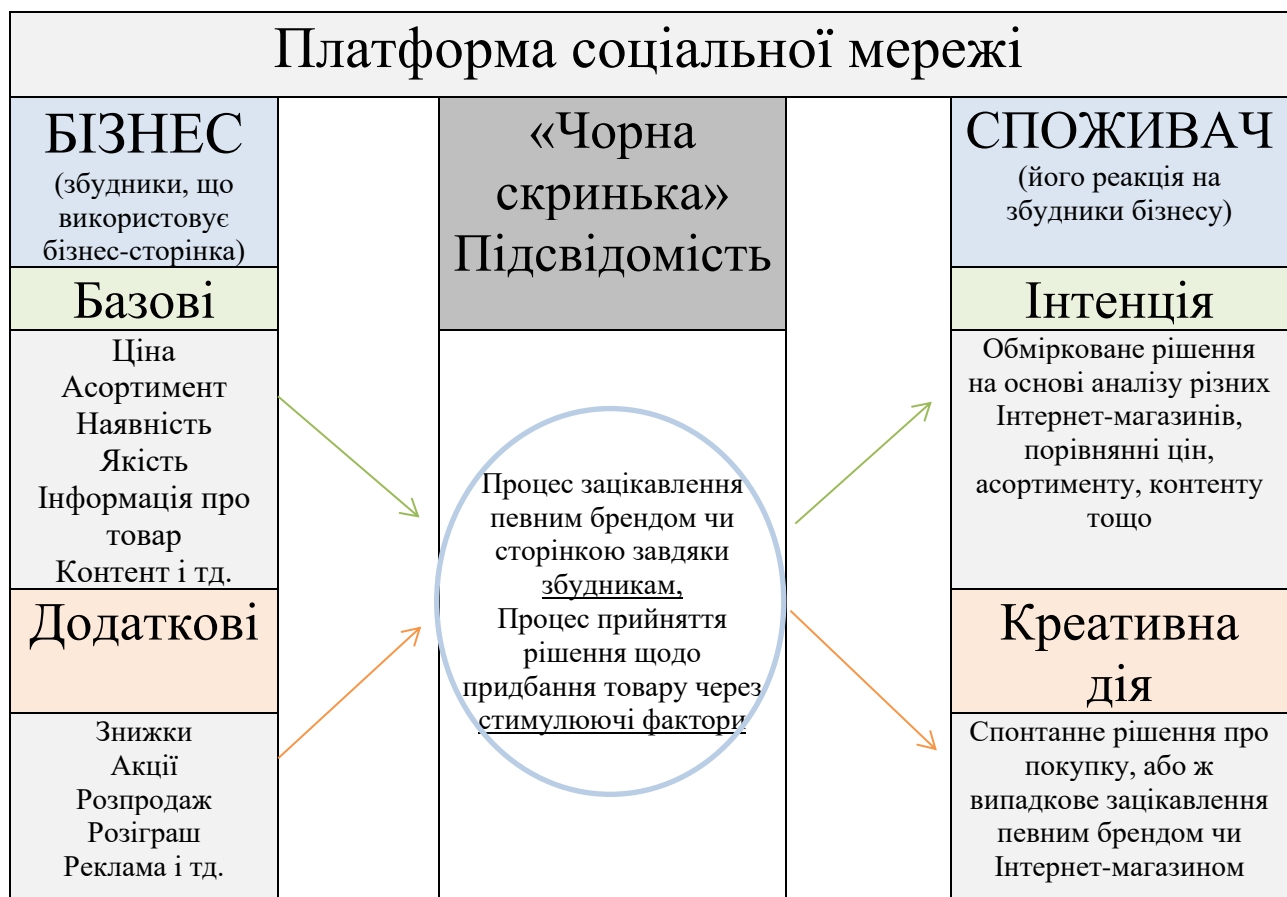 Платформа соціальної мережі
БІЗНЕС
(збудники, що
використовує
бізнес-сторінка)
Базові
Ціна
Асортимент
Наявність
Якість
Інформація про
товар
Контент і тд.
Додаткові
Знижки
Акції
Розпродаж
Розіграш
Реклама і тд.
«Чорна
скринька»
Підсвідомість
Процес зацікавлення
певним брендом чи
сторінкою завдяки
збудникам,
Процес прийняття
рішення щодо
придбання товару через
стимулюючі фактори
СПОЖИВАЧ
(його реакція на
збудники бізнесу)
Інтенція
Обмірковане рішення
на основі аналізу різних
Інтернет-магазинів,
порівнянні цін,
асортименту, контенту
тощо
Креативна
дія
Спонтанне рішення про
покупку, або ж
випадкове зацікавлення
певним брендом чи
Інтернет-магазином